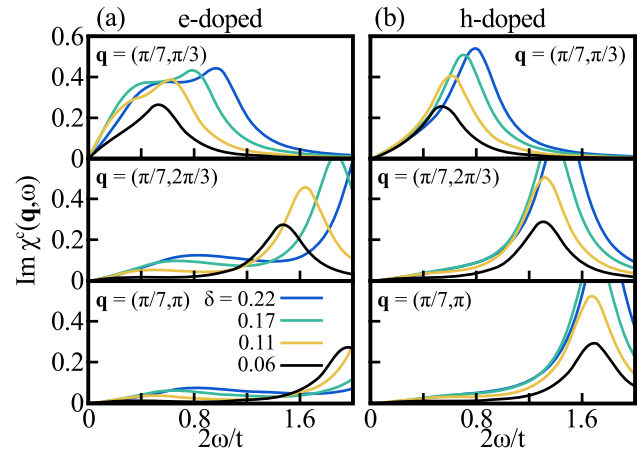 (a) e-doped (b) h-doped
0.6
0.4
0.2
0
q = (π/7,π/3)
q = (π/7,π/3)
0.4
0.2
0
q = (π/7,2π/3)
q = (π/7,2π/3)
Im χᶜ(q,ω)
0.4
0.2
0
q = (π/7,π) δ = 0.22
0.17
0.11
0.06
q = (π/7,π)
0 0.8 1.6 0 0.8 1.6
2ω/t 2ω/t